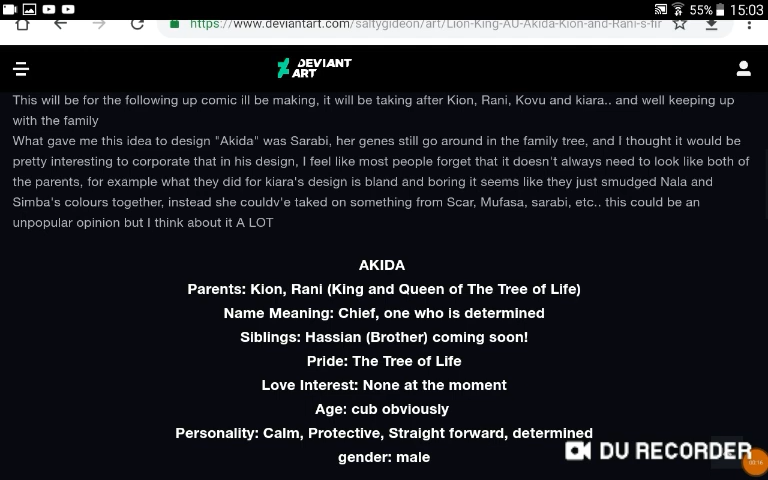 55% 15:03
https://www.deviantart.com/saltygideon/art/Lion-King-AU-Akida-Kion-and-Rani-s-fir
DEVIANT
ART
This will be for the following up comic ill be making, it will be taking after Kion, Rani, Kovu and kiara.. and well keeping up
with the family
What gave me this idea to design "Akida" was Sarabi, her genes still go around in the family tree, and I thought it would be
pretty interesting to corporate that in his design, I feel like most people forget that it doesn't always need to look like both of
the parents, for example what they did for kiara's design is bland and boring it seems like they just smudged Nala and
Simba's colours together, instead she couldv'e taked on something from Scar, Mufasa, sarabi, etc.. this could be an
unpopular opinion but I think about it A LOT
AKIDA
Parents: Kion, Rani (King and Queen of The Tree of Life)
Name Meaning: Chief, one who is determined
Siblings: Hassian (Brother) coming soon!
Pride: The Tree of Life
Love Interest: None at the moment
Age: cub obviously
Personality: Calm, Protective, Straight forward, determined
gender: male
DU RECORDER